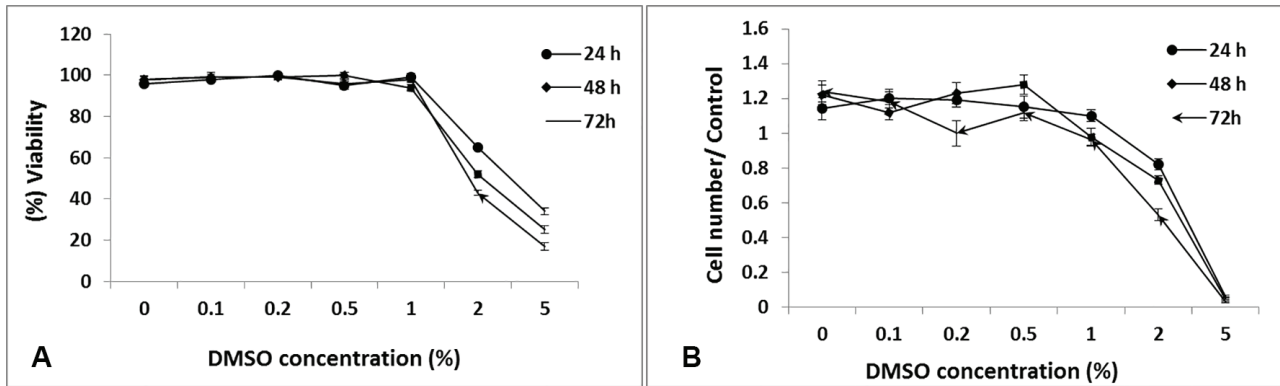 120
100
80
60
40
20
0
(%) Viability
0 0.1 0.2 0.5 1 2 5
DMSO concentration (%)
24 h
48 h
72h
A
1.6
1.4
1.2
1
0.8
0.6
0.4
0.2
0
Cell number/ Control
0 0.1 0.2 0.5 1 2 5
DMSO concentration (%)
24 h
48 h
72h
B